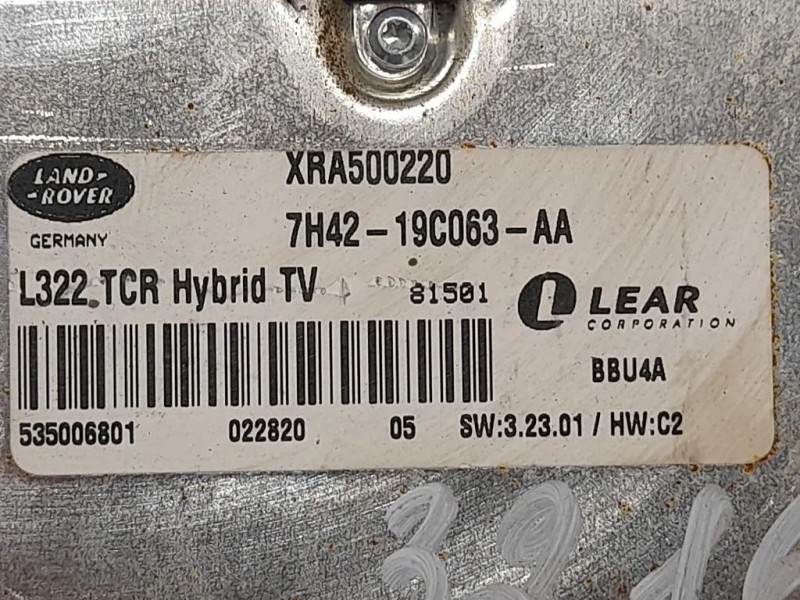 LAND-
-ROVER
GERMANY
XRA500220
7H42-19C063-AA
L322 TCR Hybrid TV
81501
LEAR
CORPORATION
BBU4A
535006801 022820 05 SW:3.23.01 / HW:C2